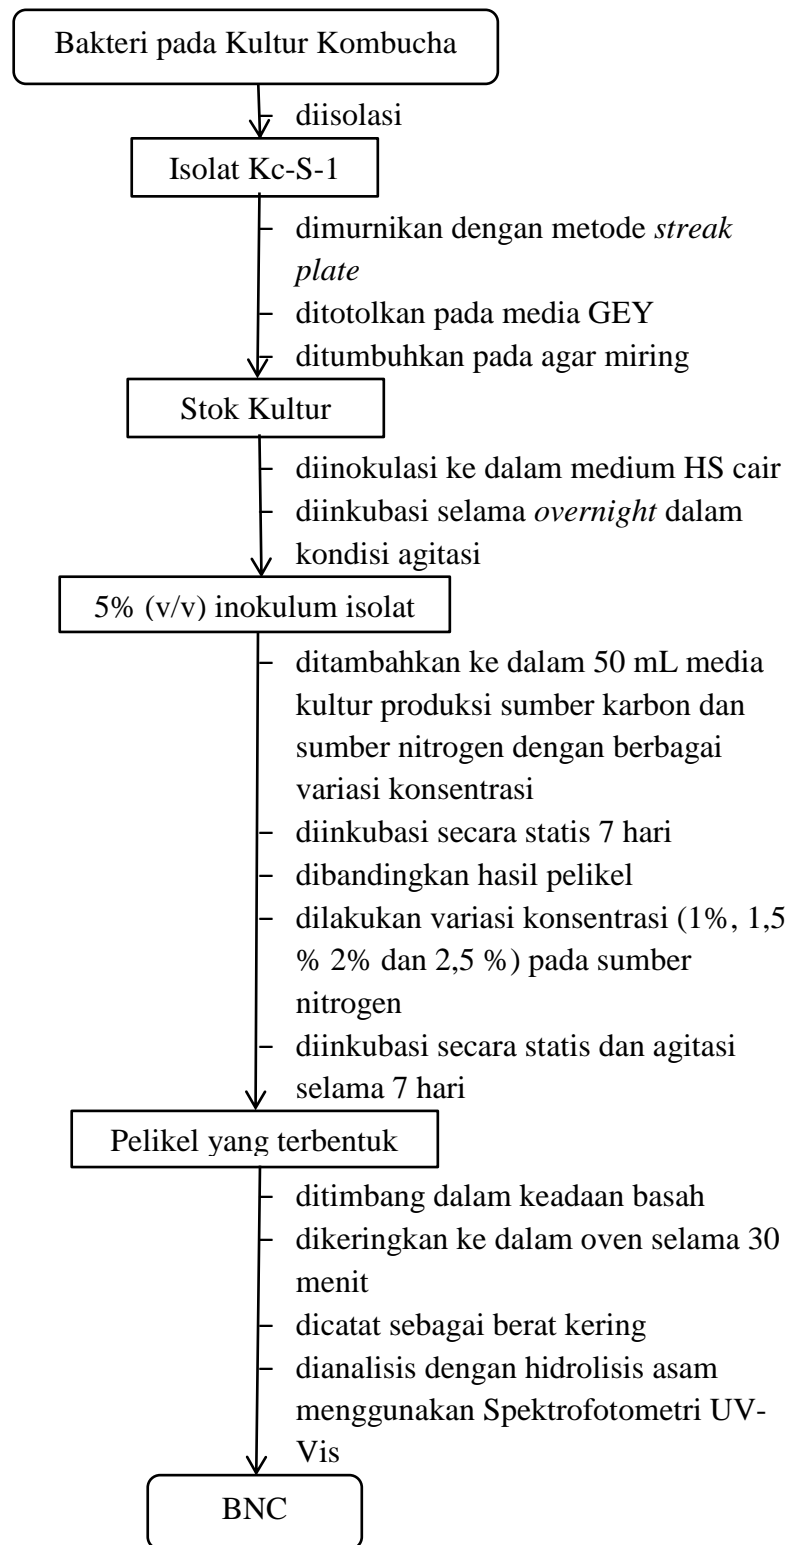 Bakteri pada Kultur Kombucha
− diisolasi
Isolat Kc-S-1
− dimurnikan dengan metode streak
plate
− ditotolkan pada media GEY
− ditumbuhkan pada agar miring
Stok Kultur
− diinokulasi ke dalam medium HS cair
− diinkubasi selama overnight dalam
kondisi agitasi
5% (v/v) inokulum isolat
− ditambahkan ke dalam 50 mL media
kultur produksi sumber karbon dan
sumber nitrogen dengan berbagai
variasi konsentrasi
− diinkubasi secara statis 7 hari
− dibandingkan hasil pelikel
− dilakukan variasi konsentrasi (1%, 1,5
% 2% dan 2,5 %) pada sumber
nitrogen
− diinkubasi secara statis dan agitasi
selama 7 hari
Pelikel yang terbentuk
− ditimbang dalam keadaan basah
− dikeringkan ke dalam oven selama 30
menit
− dicatat sebagai berat kering
− dianalisis dengan hidrolisis asam
menggunakan Spektrofotometri UV-
Vis
BNC